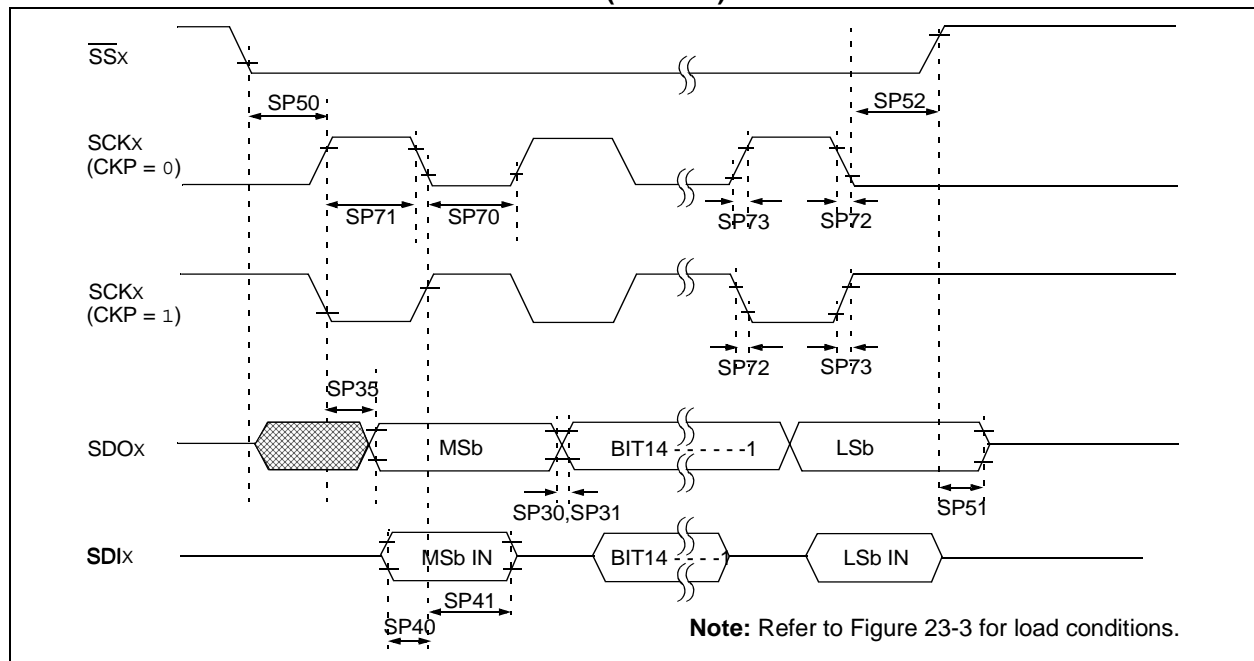 SSX
SP50
SP52
SCKX
(CKP = 0)
SP71
SP70
SP73
SP72
SCKX
(CKP = 1)
SP72
SP73
SP35
SDOX
MSb
BIT14 - - - - - -1
LSb
SP30,SP31
SP51
SDIX
MSb IN
BIT14 - - - - -1
LSb IN
SP41
SP40
Note: Refer to Figure 23-3 for load conditions.